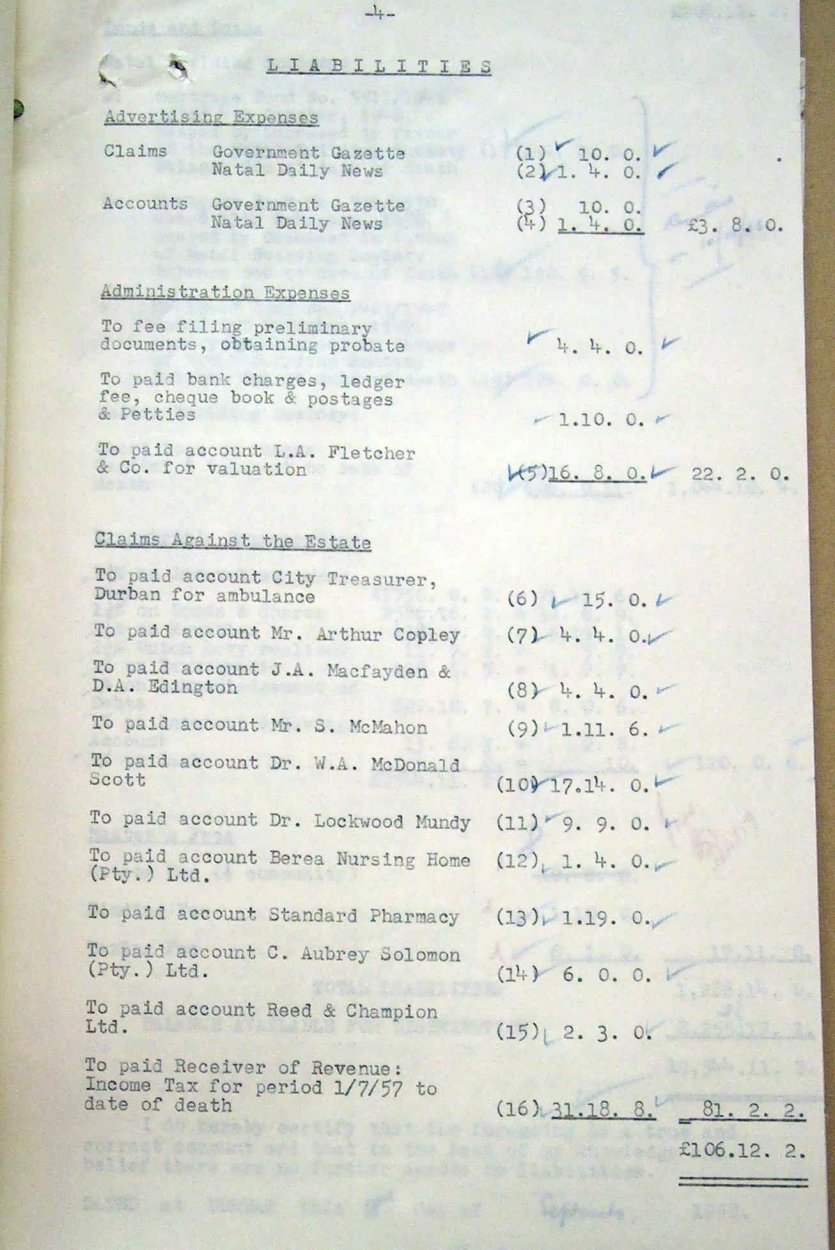 -4-
LIABILITIES
Advertising Expenses
Claims Government Gazette (1) 10. 0.
Natal Daily News (2) 1. 4. 0.
Accounts Government Gazette (3) 10. 0.
Natal Daily News (4) 1. 4. 0. £3. 8. 0.
Administration Expenses
To fee filing preliminary
documents, obtaining probate 4. 4. 0.
To paid bank charges, ledger
fee, cheque book & postages
& Petties 1.10. 0.
To paid account L.A. Fletcher
& Co. for valuation (5) 16. 8. 0. 22. 2. 0.
Claims Against the Estate
To paid account City Treasurer,
Durban for ambulance (6) 15. 0.
To paid account Mr. Arthur Copley (7) 4. 4. 0.
To paid account J.A. Macfayden &
D.A. Edington (8) 4. 4. 0.
To paid account Mr. S. McMahon (9) 1.11. 6.
To paid account Dr. W.A. McDonald
Scott (10) 17.14. 0.
To paid account Dr. Lockwood Mundy (11) 9. 9. 0.
To paid account Berea Nursing Home (12) 1. 4. 0.
(Pty.) Ltd.
To paid account Standard Pharmacy (13) 1.19. 0.
To paid account C. Aubrey Solomon
(Pty.) Ltd. (14) 6. 0. 0.
To paid account Reed & Champion
Ltd. (15) 2. 3. 0.
To paid Receiver of Revenue:
Income Tax for period 1/7/57 to
date of death (16) 31.18. 8. 81. 2. 2.
£106.12. 2.